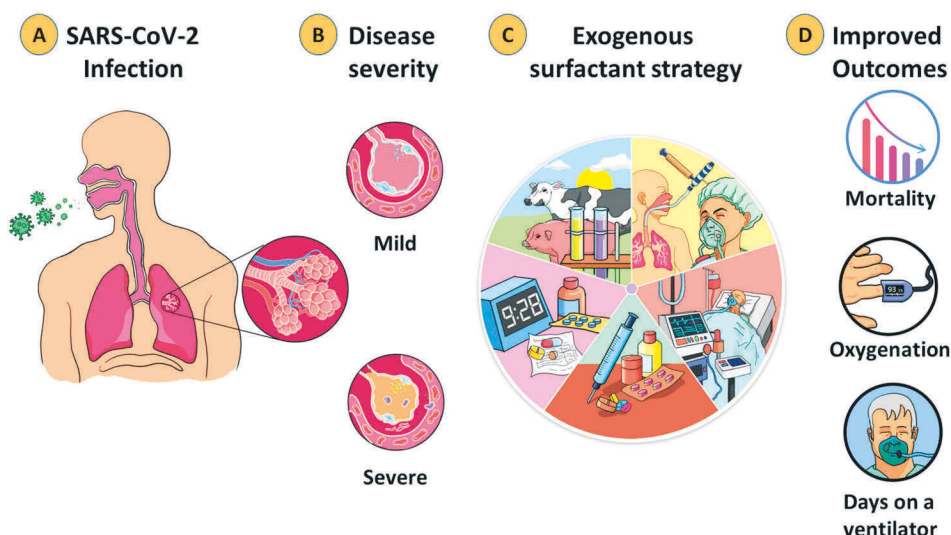 A
SARS-CoV-2
Infection
B
Disease
severity
Mild
Severe
C
Exogenous
surfactant strategy
9:28
D
Improved
Outcomes
Mortality
93
Oxygenation
Days on a
ventilator